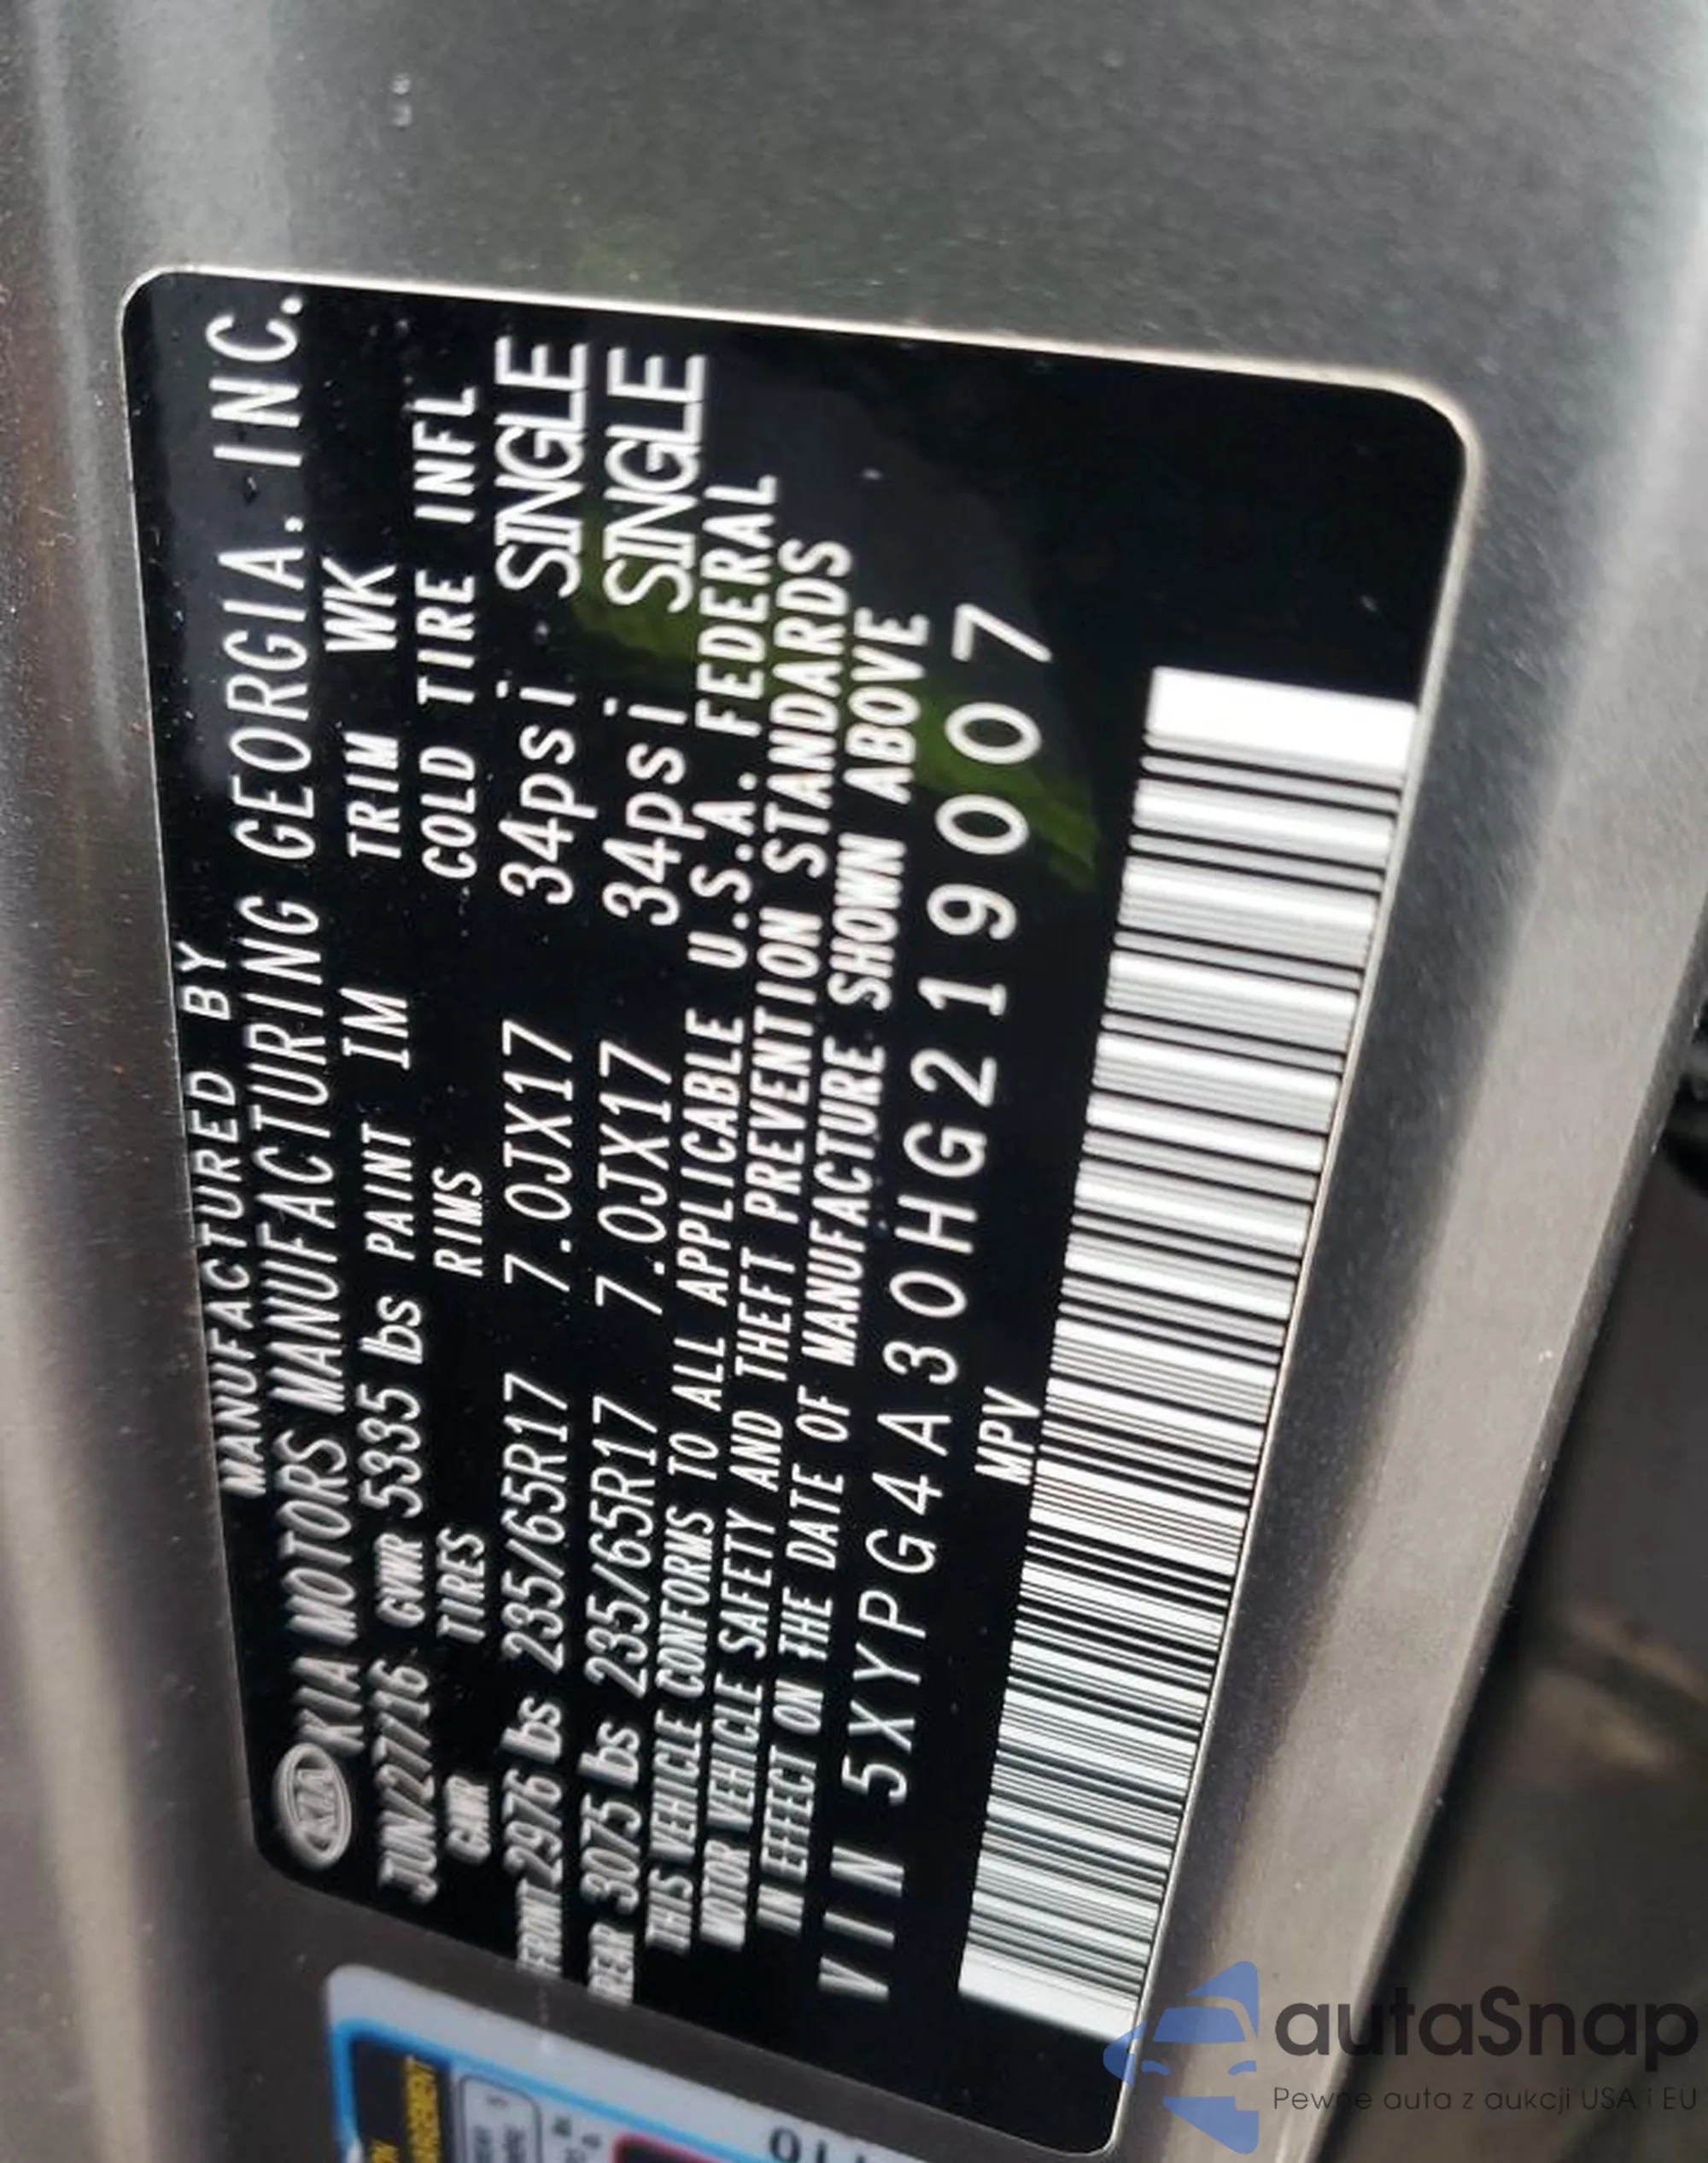 MANUFACTURED BY
KIA KIA MOTORS MANUFACTURING GEORGIA. INC.
JUN/27/16 GVWR 5335 lbs PAINT IM TRIM WK
GAWR TIRES RIMS COLD TIRE INFL
FRONT 2976 lbs 235/65R17 7.0JX17 34psi SINGLE
REAR 3075 lbs 235/65R17 7.0JX17 34psi SINGLE
THIS VEHICLE CONFORMS TO ALL APPLICABLE U.S.A. FEDERAL
MOTOR VEHICLE SAFETY AND THEFT PREVENTION STANDARDS
IN EFFECT ON THE DATE OF MANUFACTURE SHOWN ABOVE
VIN 5XYPG4A30HG219007
MPV
autaSnap
Pewne auta z aukcji USA i EU